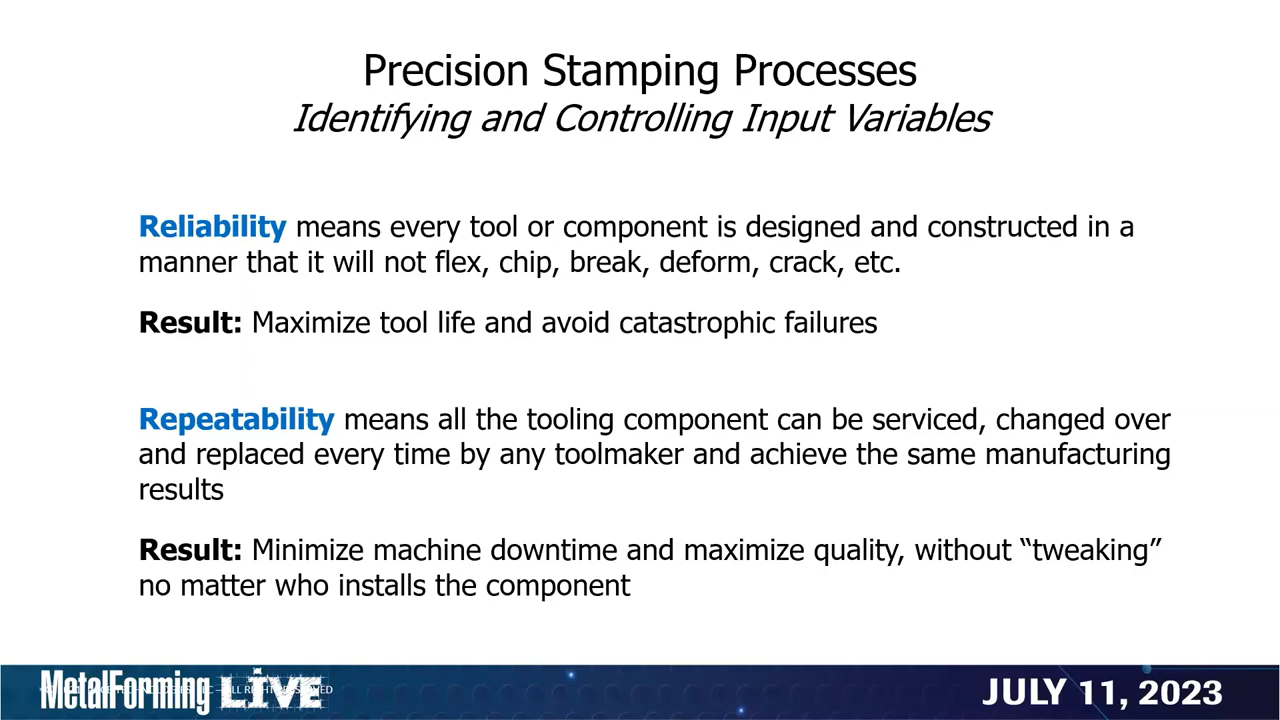 Precision Stamping Processes
Identifying and Controlling Input Variables
Reliability means every tool or component is designed and constructed in a
manner that it will not flex, chip, break, deform, crack, etc.
Result: Maximize tool life and avoid catastrophic failures
Repeatability means all the tooling component can be serviced, changed over
and replaced every time by any toolmaker and achieve the same manufacturing
results
Result: Minimize machine downtime and maximize quality, without “tweaking”
no matter who installs the component
MetalForming LIVE
JULY 11, 2023